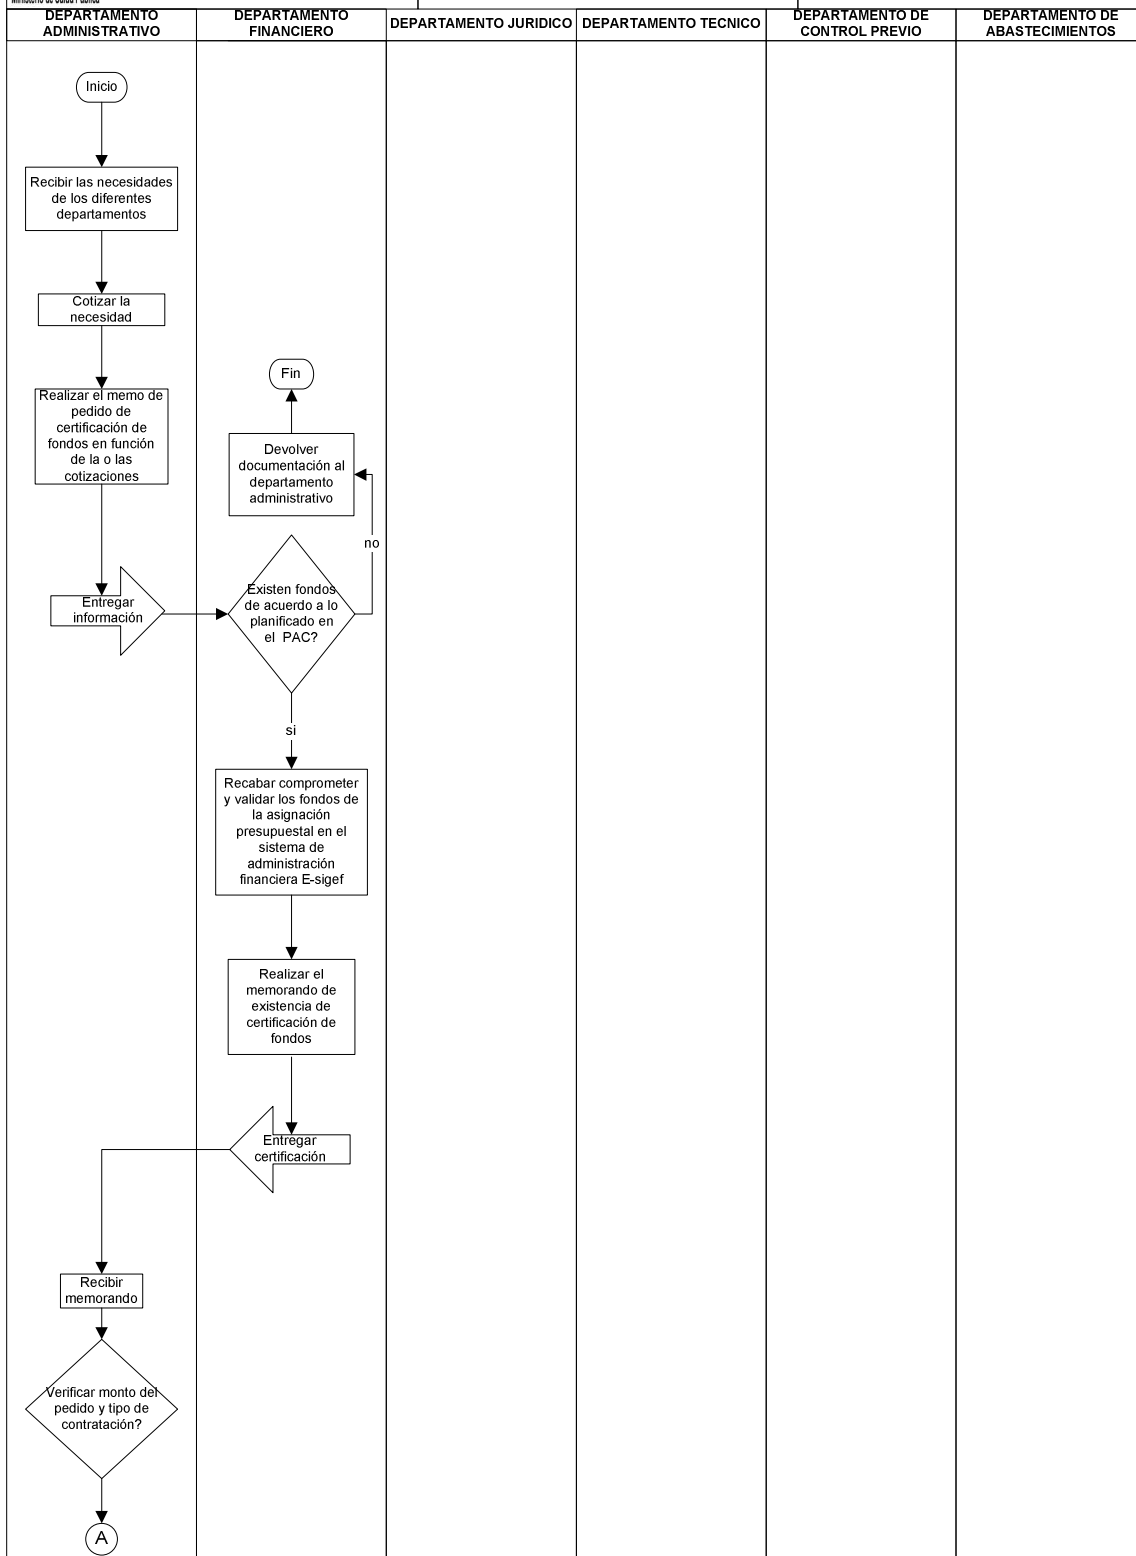 Ministerio de Salud Pública
DEPARTAMENTO
ADMINISTRATIVO
DEPARTAMENTO
FINANCIERO
DEPARTAMENTO JURIDICO
DEPARTAMENTO TECNICO
DEPARTAMENTO DE
CONTROL PREVIO
DEPARTAMENTO DE
ABASTECIMIENTOS
Inicio
Recibir las necesidades
de los diferentes
departamentos
Cotizar la
necesidad
Realizar el memo de
pedido de
certificación de
fondos en función
de la o las
cotizaciones
Entregar
información
Fin
Devolver
documentación al
departamento
administrativo
no
Existen fondos
de acuerdo a lo
planificado en
el PAC?
si
Recabar comprometer
y validar los fondos de
la asignación
presupuestal en el
sistema de
administración
financiera E-sigef
Realizar el
memorando de
existencia de
certificación de
fondos
Entregar
certificación
Recibir
memorando
Verificar monto del
pedido y tipo de
contratación?
A